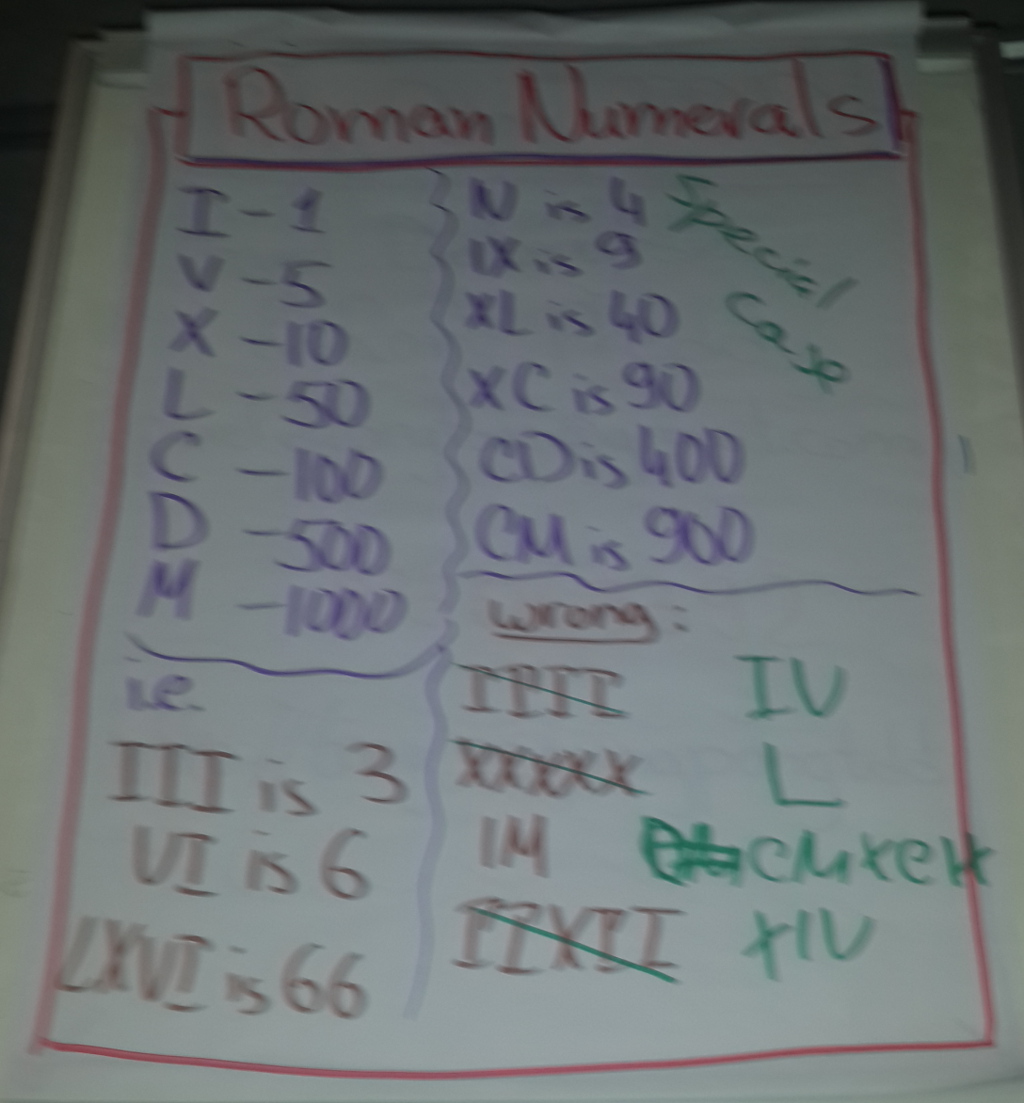 Roman Numerals
I - 1
V - 5
X - 10
L - 50
C - 100
D - 500
M - 1000
i.e.
III is 3
VI is 6
LXVI is 66
IV is 4
IX is 9
XL is 40
XC is 90
CD is 400
CM is 900
Special
Case
wrong:
IIII IV
XXXXX L
IM CMXCIX
IIXII XIV